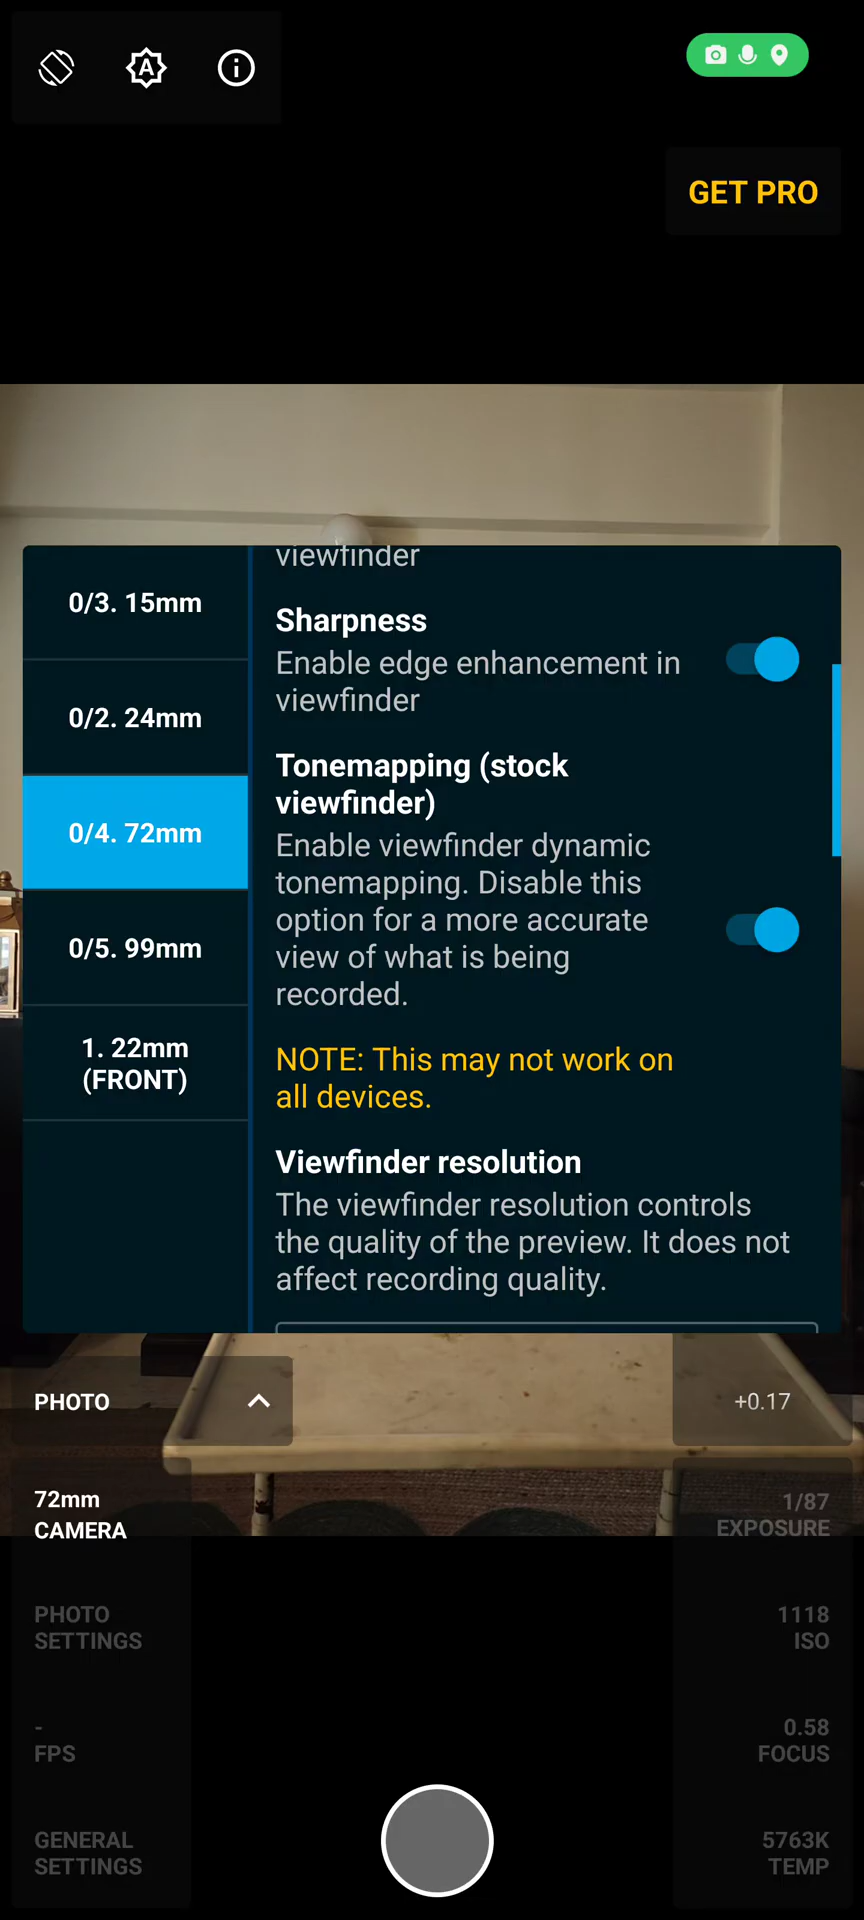 A
GET PRO
0/3. 15mm
0/2. 24mm
0/4. 72mm
0/5. 99mm
1. 22mm
(FRONT)
viewfinder
Sharpness
Enable edge enhancement in
viewfinder
Tonemapping (stock
viewfinder)
Enable viewfinder dynamic
tonemapping. Disable this
option for a more accurate
view of what is being
recorded.
NOTE: This may not work on
all devices.
Viewfinder resolution
The viewfinder resolution controls
the quality of the preview. It does not
affect recording quality.
PHOTO
+0.17
72mm
CAMERA
1/87
EXPOSURE
PHOTO
SETTINGS
1118
ISO
-
FPS
0.58
FOCUS
GENERAL
SETTINGS
5763K
TEMP